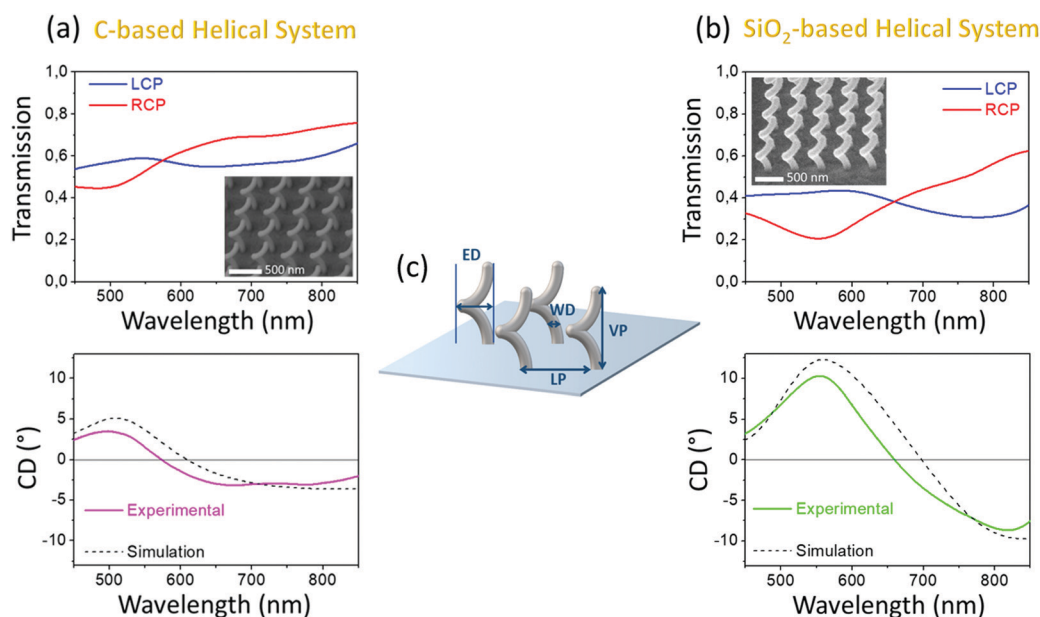 (a) C-based Helical System
1,0
0,8
0,6
0,4
0,2
0,0
Transmission
LCP
RCP
500 nm
500 600 700 800
Wavelength (nm)
10
5
0
-5
-10
CD (°)
Experimental
Simulation
500 600 700 800
Wavelength (nm)
(c)
ED
WD
VP
LP
(b) SiO₂-based Helical System
1,0
0,8
0,6
0,4
0,2
0,0
Transmission
LCP
RCP
500 nm
500 600 700 800
Wavelength (nm)
10
5
0
-5
-10
CD (°)
Experimental
Simulation
500 600 700 800
Wavelength (nm)